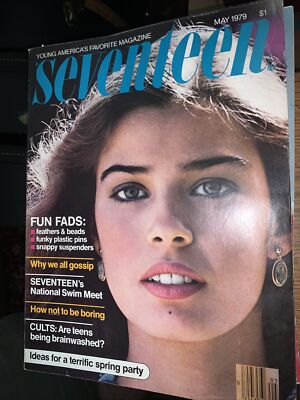 YOUNG AMERICA'S FAVORITE MAGAZINE
MAY 1979 $1
seventeen
FUN FADS:
feathers & beads
funky plastic pins
snappy suspenders
Why we all gossip
SEVENTEEN's
National Swim Meet
How not to be boring
CULTS: Are teens
being brainwashed?
Ideas for a terrific spring party